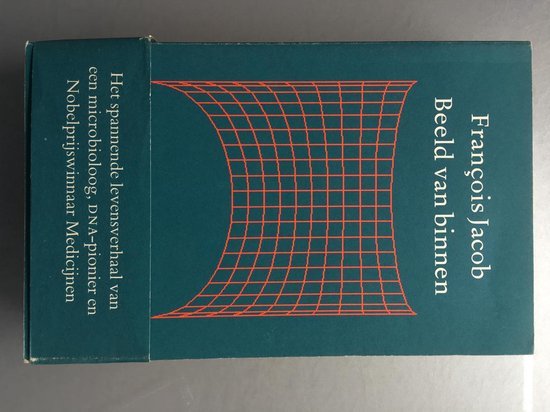 François Jacob
Beeld van binnen
Het spannende levensverhaal van
een microbioloog, DNA-pionier en
Nobelprijswinnaar Medicijnen